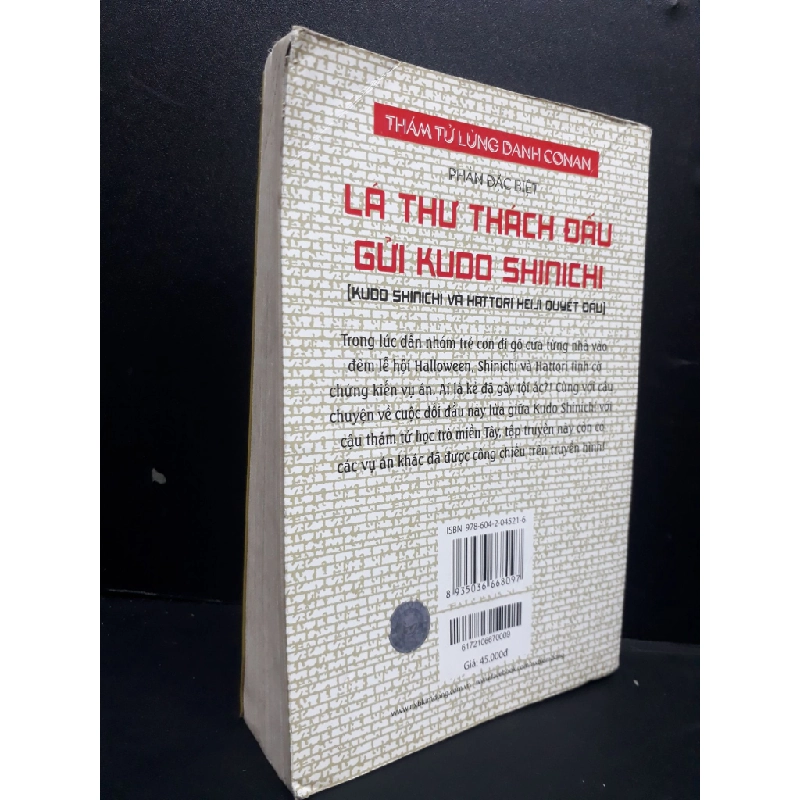 THÁM TỬ LỪNG DANH CONAN
PHẦN ĐẶC BIỆT
LÁ THƯ THÁCH ĐẤU
GỬI KUDO SHINICHI
[KUDO SHINICHI VÀ HATTORI HEIJI QUYẾT ĐẤU]
Trong lúc dẫn nhóm trẻ con đi gõ cửa từng nhà vào
đêm lễ hội Halloween, Shinichi và Hattori tình cờ
chứng kiến vụ án. Ai là kẻ đã gây tội ác?! Cùng với câu
chuyện về cuộc đối đầu nảy lửa giữa Kudo Shinichi với
cậu thám tử học trò miền Tây, tập truyện này còn có
các vụ án khác đã được công chiếu trên truyền hình!
ISBN: 978-604-2-04521-6
8 935036 668097
6172108670009
Giá: 45.000đ